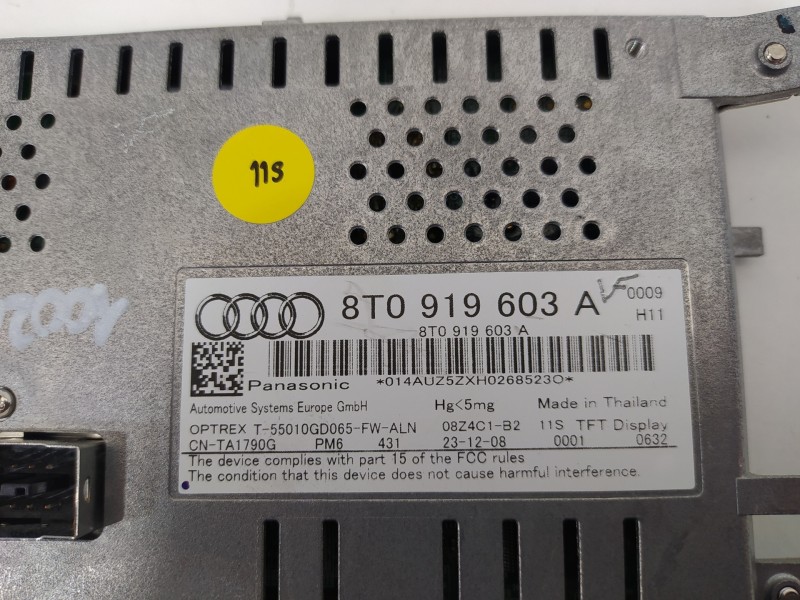 11S
8T0 919 603 A
0009
H11
8T0 919 603 A
Panasonic
*014AUZ5ZXH0268523O*
Automotive Systems Europe GmbH Hg<5mg Made in Thailand
OPTREX T-55010GD065-FW-ALN 08Z4C1-B2 11S TFT Display
CN-TA1790G PM6 431 23-12-08 0001 0632
The device complies with part 15 of the FCC rules
The condition that this device does not cause harmful interference.